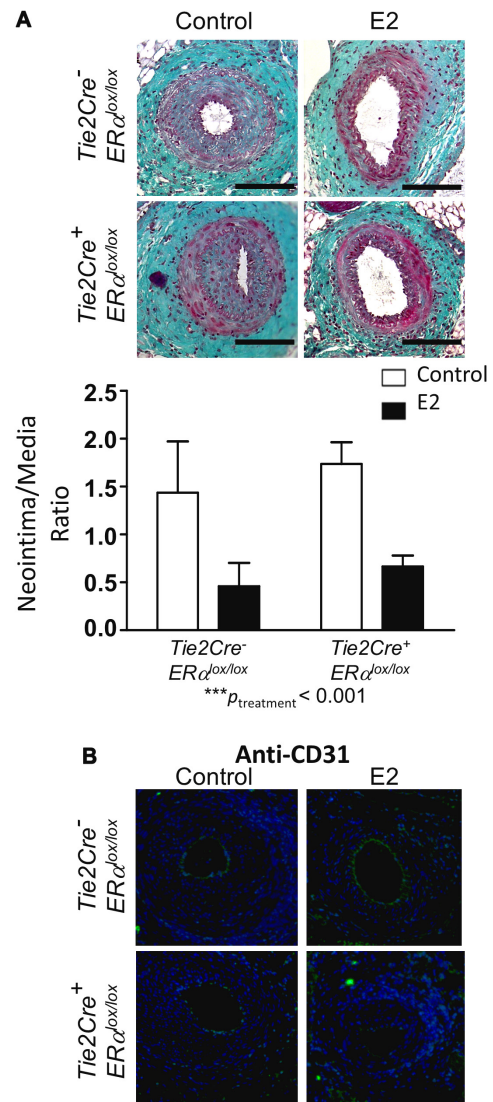 A
Control
E2
Tie2Cre⁻
ERα^lox/lox
Tie2Cre⁺
ERα^lox/lox
Control
E2
Neointima/Media
Ratio
2.5
2.0
1.5
1.0
0.5
0.0
Tie2Cre⁻
ERα^lox/lox
Tie2Cre⁺
ERα^lox/lox
***p treatment < 0.001
B
Anti-CD31
Control
E2
Tie2Cre⁻
ERα^lox/lox
Tie2Cre⁺
ERα^lox/lox